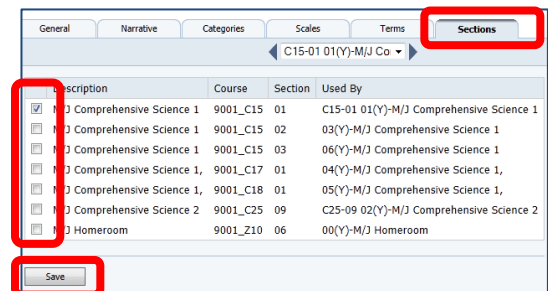 General Narrative Categories Scales Terms Sections
C15-01 01(Y)-M/J Co
Description Course Section Used By
M/J Comprehensive Science 1 9001_C15 01 C15-01 01(Y)-M/J Comprehensive Science 1
M/J Comprehensive Science 1 9001_C15 02 03(Y)-M/J Comprehensive Science 1
M/J Comprehensive Science 1 9001_C15 03 06(Y)-M/J Comprehensive Science 1
M/J Comprehensive Science 1, 9001_C17 01 04(Y)-M/J Comprehensive Science 1,
M/J Comprehensive Science 1, 9001_C18 01 05(Y)-M/J Comprehensive Science 1,
M/J Comprehensive Science 2 9001_C25 09 C25-09 02(Y)-M/J Comprehensive Science 2
M/J Homeroom 9001_Z10 06 00(Y)-M/J Homeroom
Save